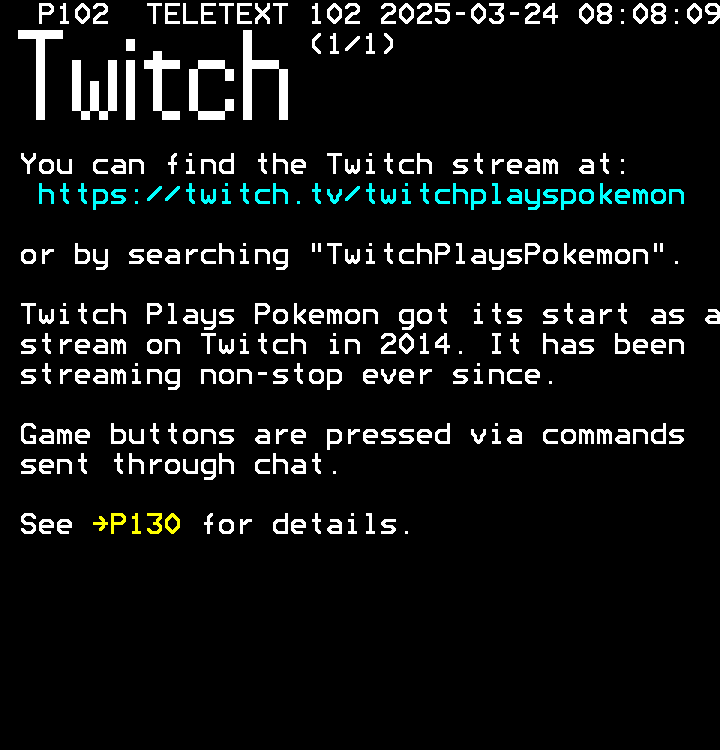 P102  TELETEXT 102 2025-03-24 08:08:09
Twitch (1/1)
You can find the Twitch stream at:
https://twitch.tv/twitchplayspokemon
or by searching "TwitchPlaysPokemon".
Twitch Plays Pokemon got its start as a
stream on Twitch in 2014. It has been
streaming non-stop ever since.
Game buttons are pressed via commands
sent through chat.
See →P130 for details.